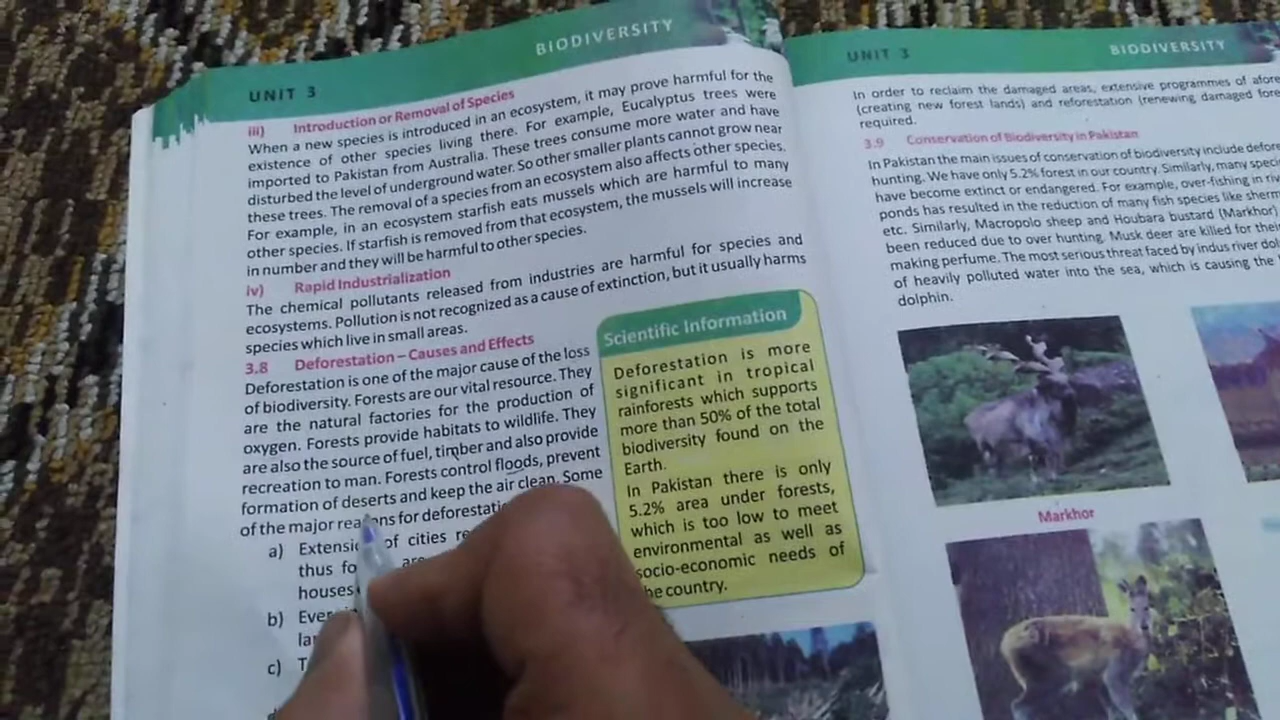 UNIT 3
BIODIVERSITY
iii) Introduction or Removal of Species
When a new species is introduced in an ecosystem, it may prove harmful for the
existence of other species living there. For example, Eucalyptus trees were
imported to Pakistan from Australia. These trees consume more water and have
disturbed the level of underground water. So other smaller plants cannot grow near
these trees. The removal of a species from an ecosystem also affects other species.
For example, in an ecosystem starfish eats mussels which are harmful to many
other species. If starfish is removed from that ecosystem, the mussels will increase
in number and they will be harmful to other species.
iv) Rapid Industrialization
The chemical pollutants released from industries are harmful for species and
ecosystems. Pollution is not recognized as a cause of extinction, but it usually harms
species which live in small areas.
3.8 Deforestation – Causes and Effects
Deforestation is one of the major cause of the loss
of biodiversity. Forests are our vital resource. They
are the natural factories for the production of
oxygen. Forests provide habitats to wildlife. They
are also the source of fuel, timber and also provide
recreation to man. Forests control floods, prevent
formation of deserts and keep the air clean. Some
of the major reasons for
a) of cities
thus
houses
b)
c)
Scientific Information
Deforestation is more
significant in tropical
rainforests which supports
more than 50% of the total
biodiversity found on the
Earth.
In Pakistan there is only
5.2% area under forests,
which is too low to meet
environmental as well as
socio-economic needs of
the country.
UNIT 3
BIODIVERSITY
In order to reclaim the damaged areas, extensive programmes of
(creating new forest lands) and reforestation (renewing damaged
required.
3.9 Conservation of Biodiversity in Pakistan
In Pakistan the main issues of conservation of biodiversity include
hunting. We have only 5.2% forest in our country. Similarly, many
have become extinct or endangered. For example, over-fishing in
ponds has resulted in the reduction of many fish species like
etc. Similarly, Macropolo sheep and Houbara bustard (Markhor)
been reduced due to over hunting. Musk deer are killed for their
making perfume. The most serious threat faced by indus river
of heavily polluted water into the sea, which is causing the
dolphin.
Markhor